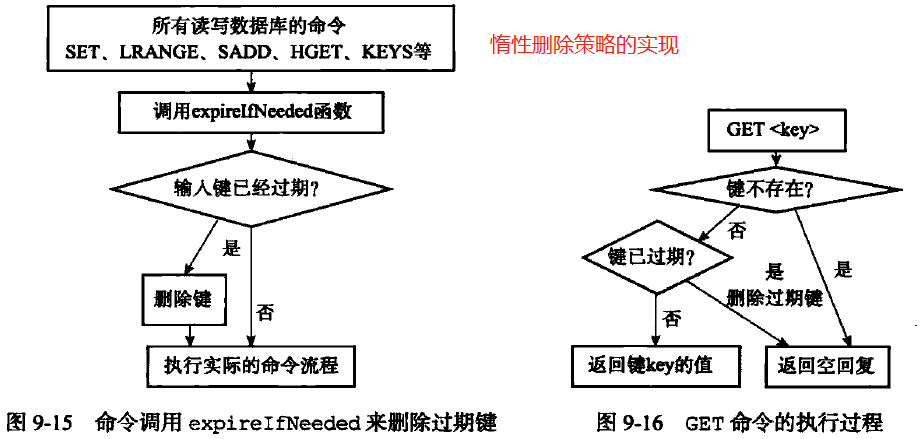 所有读写数据库的命令
SET、LRANGE、SADD、HGET、KEYS等
惰性删除策略的实现
调用expireIfNeeded函数
输入键已经过期?
是
删除键
否
执行实际的命令流程
图 9-15 命令调用 expireIfNeeded 来删除过期键
GET <key>
键不存在?
否
键已过期?
是
删除过期键
是
否
返回键key的值
返回空回复
图 9-16 GET 命令的执行过程